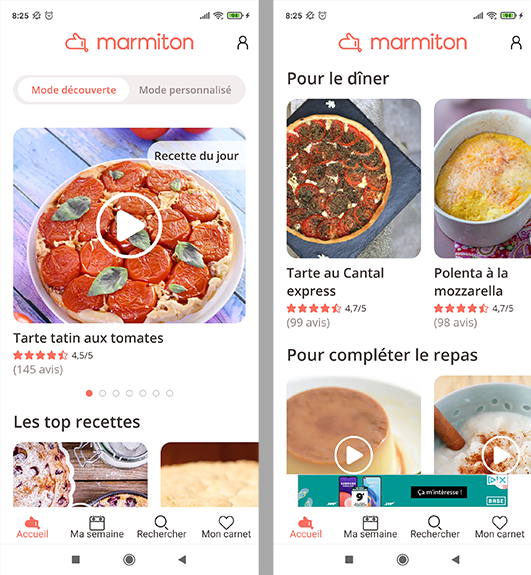 8:25
94
marmiton
Mode découverte
Mode personnalisé
Recette du jour
Tarte tatin aux tomates
4,5/5
(145 avis)
Les top recettes
Accueil
Ma semaine
Rechercher
Mon carnet
8:25
94
marmiton
Pour le dîner
Tarte au Cantal
express
4,7/5
(99 avis)
Polenta à la
mozzarella
4,7/5
(98 avis)
Pour compléter le repas
Ça m'intéresse !
BASE
Accueil
Ma semaine
Rechercher
Mon carnet